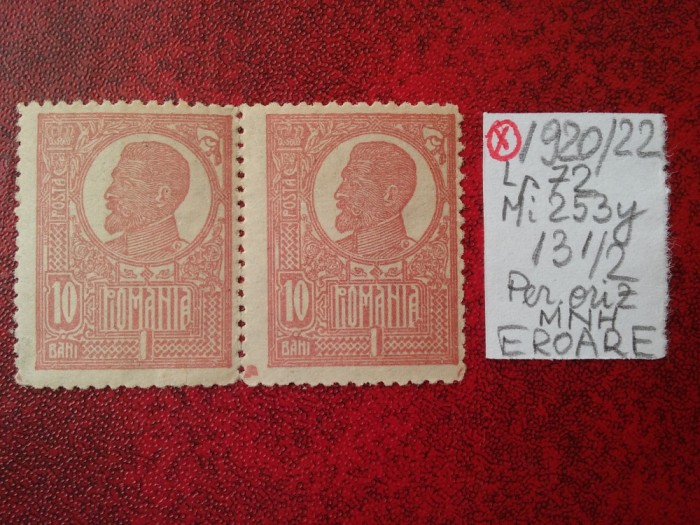 POSTA
10
ROMANIA
BANI
POSTA
10
ROMANIA
BANI
X 1920/22
Lp 72
Mi 253y
13 1/2
Per. oriz
MNH
EROARE